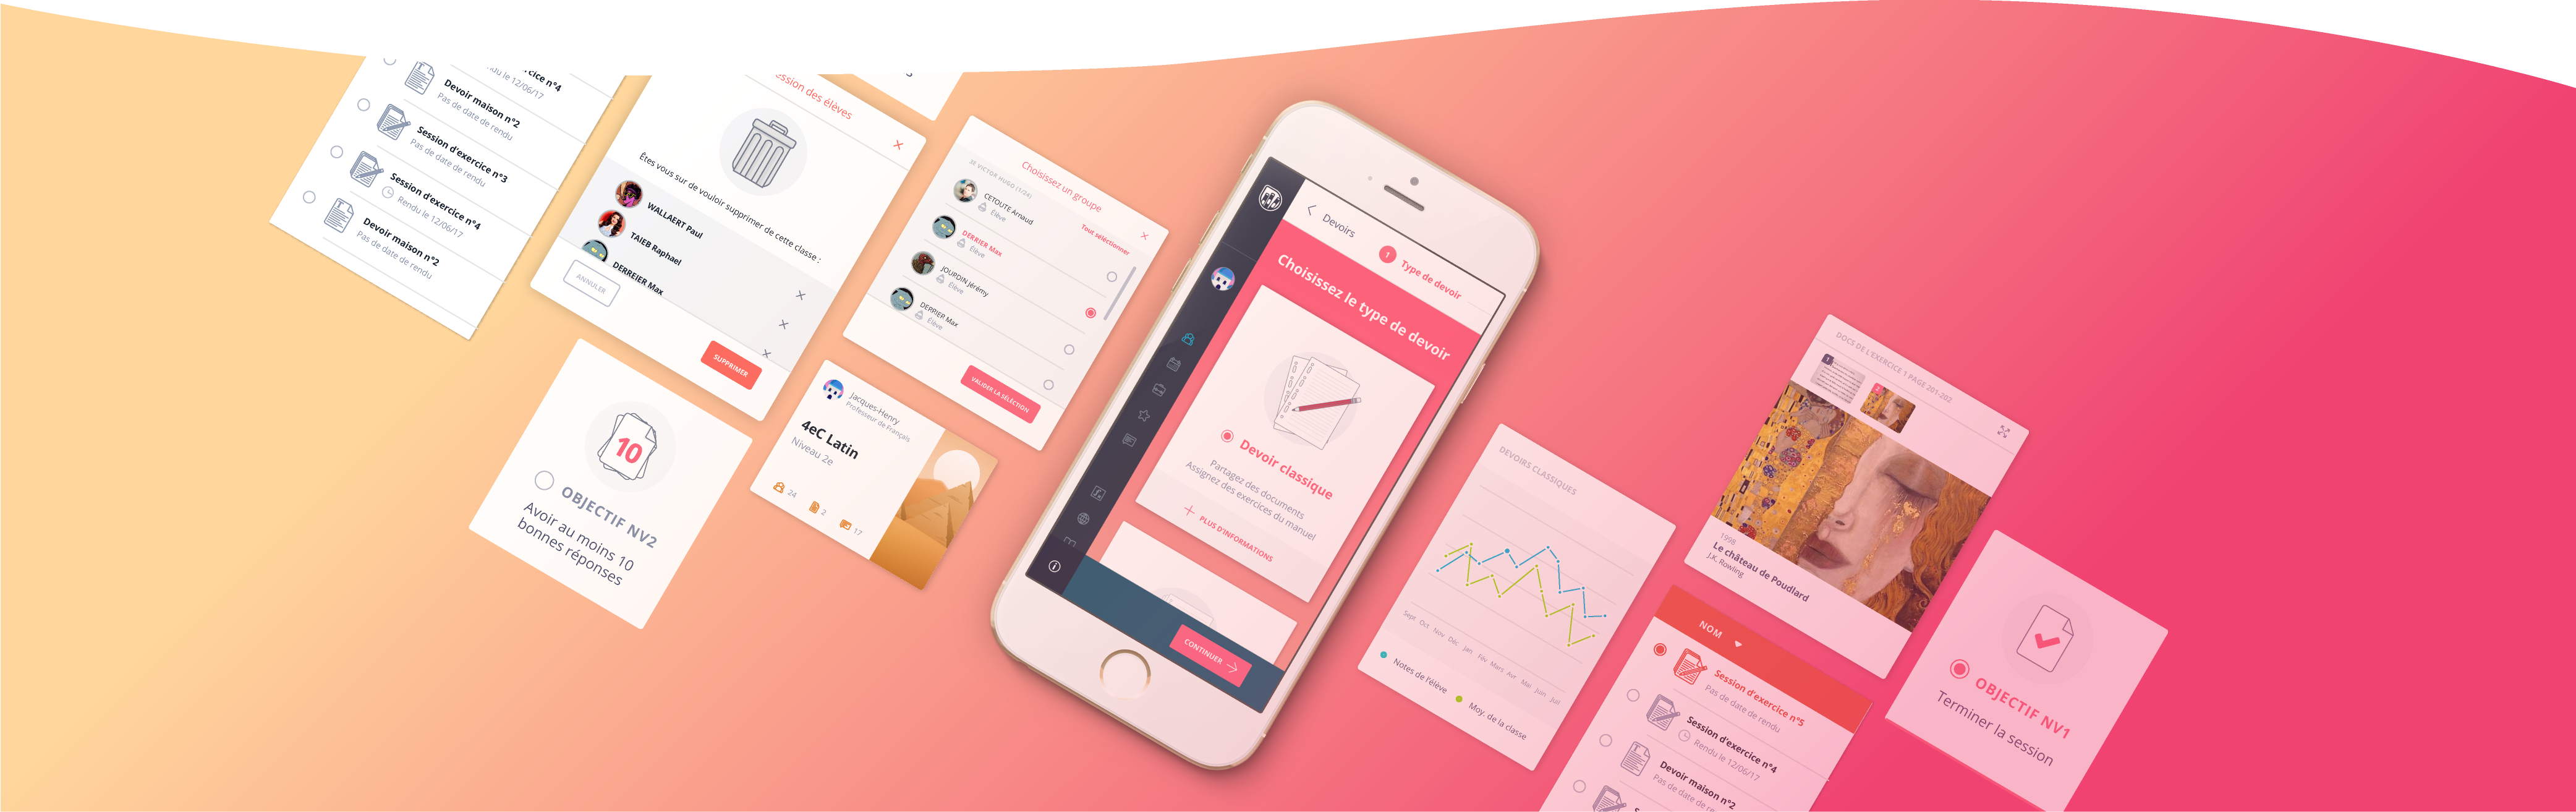 rcice n°4
ndu le 12/06/17
Devoir maison n°2
Pas de date de rendu
Session d'exercice n°3
Pas de date de rendu
Session d'exercice n°4
Rendu le 12/06/17
Devoir maison n°2
Pas de date de rendu
ession des élèves
Êtes vous sur de vouloir supprimer de cette classe :
WALLAERT Paul
TAIEB Raphael
DERREIER Max
ANNULER
SUPPRIMER
Choisissez un groupe
Tout sélectionner
CETOUTE Arnaud
Élève
DERRIER Max
Élève
JOURDIN Jérémy
Élève
DERRIER Max
Élève
VALIDER LA SÉLÉCTION
10
OBJECTIF NV2
Avoir au moins 10
bonnes réponses
Jacques-Henry
Professeur de Français
4eC Latin
Niveau 2e
24
2
17
Devoirs
1 Type de devoir
Choisissez le type de devoir
Devoir classique
Partagez des documents
Assignez des exercices du manuel
PLUS D'INFORMATIONS
CONTINUER
DEVOIRS CLASSIQUES
Sept Oct Nov Déc Jan Fév Mars Avr Mai Juin Juil
Notes de l'élève
Moy. de la classe
DOCS DE L'EXERCICE 1 PAGE 201-202
1998
Le château de Poudlard
J.K. Rowling
NOM
Session d'exercice n°5
Pas de date de rendu
Session d'exercice n°4
Rendu le 12/06/17
Devoir maison n°2
Pas de date de rendu
OBJECTIF NV1
Terminer la session